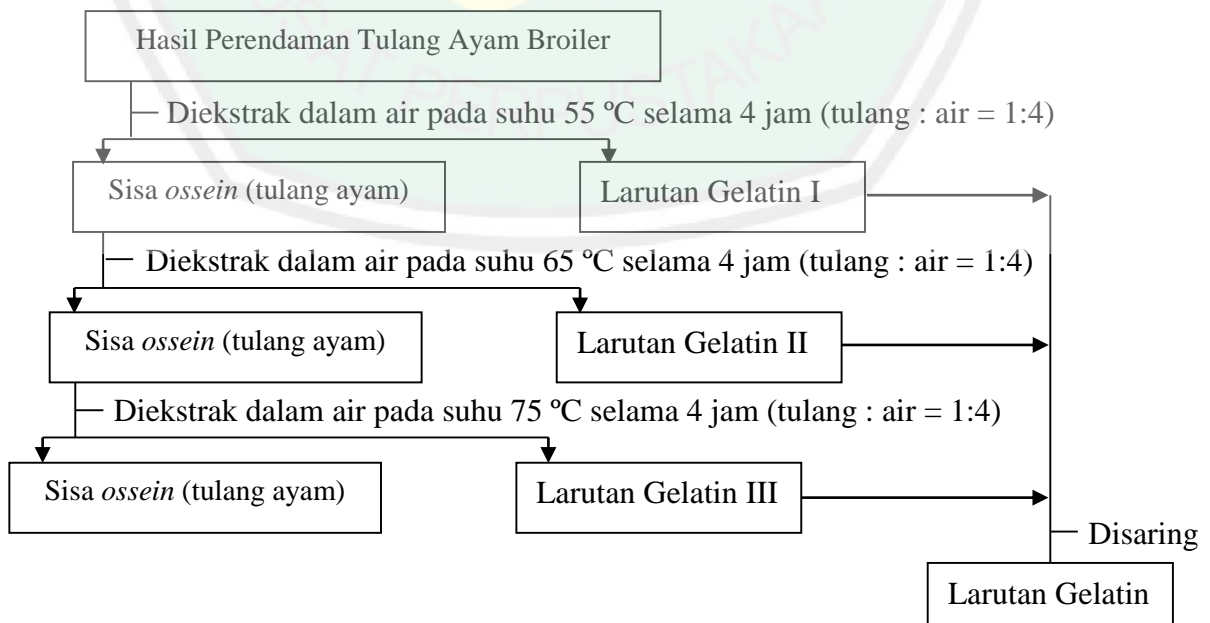 Hasil Perendaman Tulang Ayam Broiler
Diekstrak dalam air pada suhu 55 ºC selama 4 jam (tulang : air = 1:4)
Sisa ossein (tulang ayam)
Larutan Gelatin I
Diekstrak dalam air pada suhu 65 ºC selama 4 jam (tulang : air = 1:4)
Sisa ossein (tulang ayam)
Larutan Gelatin II
Diekstrak dalam air pada suhu 75 ºC selama 4 jam (tulang : air = 1:4)
Sisa ossein (tulang ayam)
Larutan Gelatin III
Disaring
Larutan Gelatin